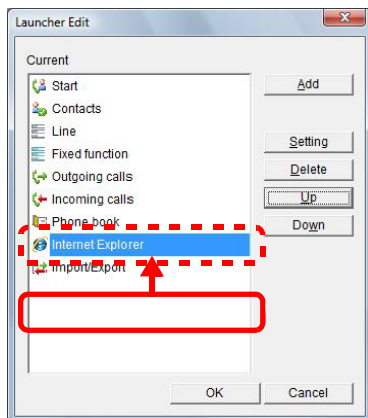 Launcher Edit
Current
Start
Contacts
Line
Fixed function
Outgoing calls
Incoming calls
Phone book
Internet Explorer
Import/Export
Add
Setting
Delete
Up
Down
OK
Cancel